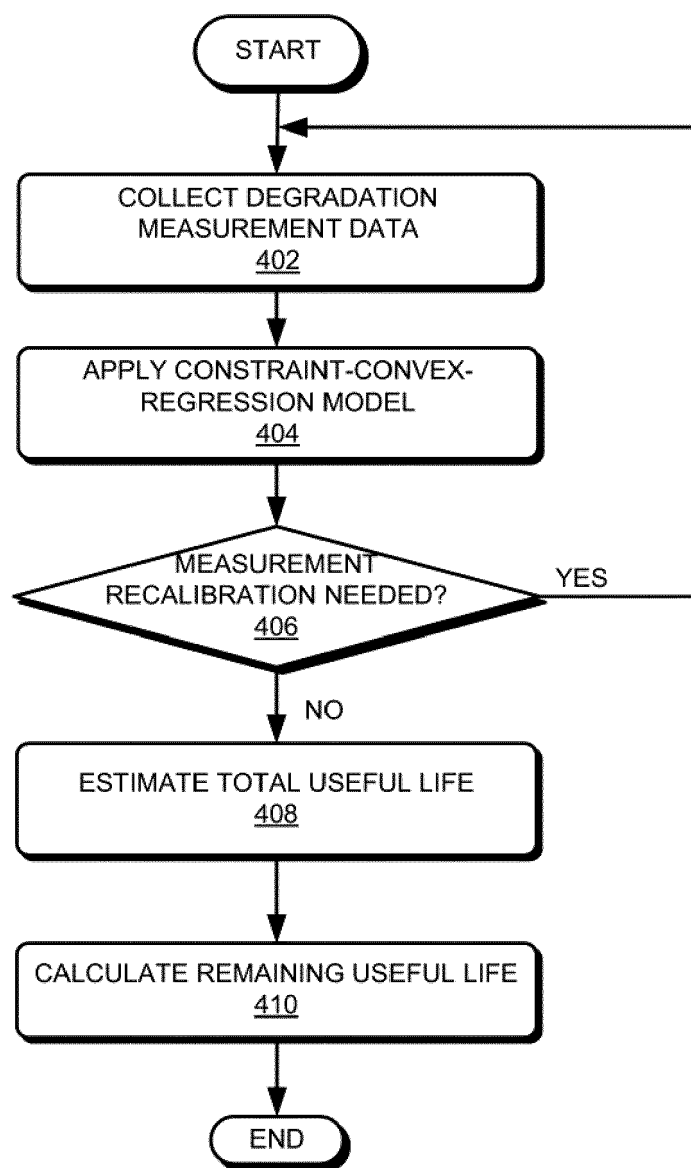 START
COLLECT DEGRADATION
MEASUREMENT DATA
402
APPLY CONSTRAINT-CONVEX-
REGRESSION MODEL
404
MEASUREMENT
RECALIBRATION NEEDED?
406
YES
NO
ESTIMATE TOTAL USEFUL LIFE
408
CALCULATE REMAINING USEFUL LIFE
410
END